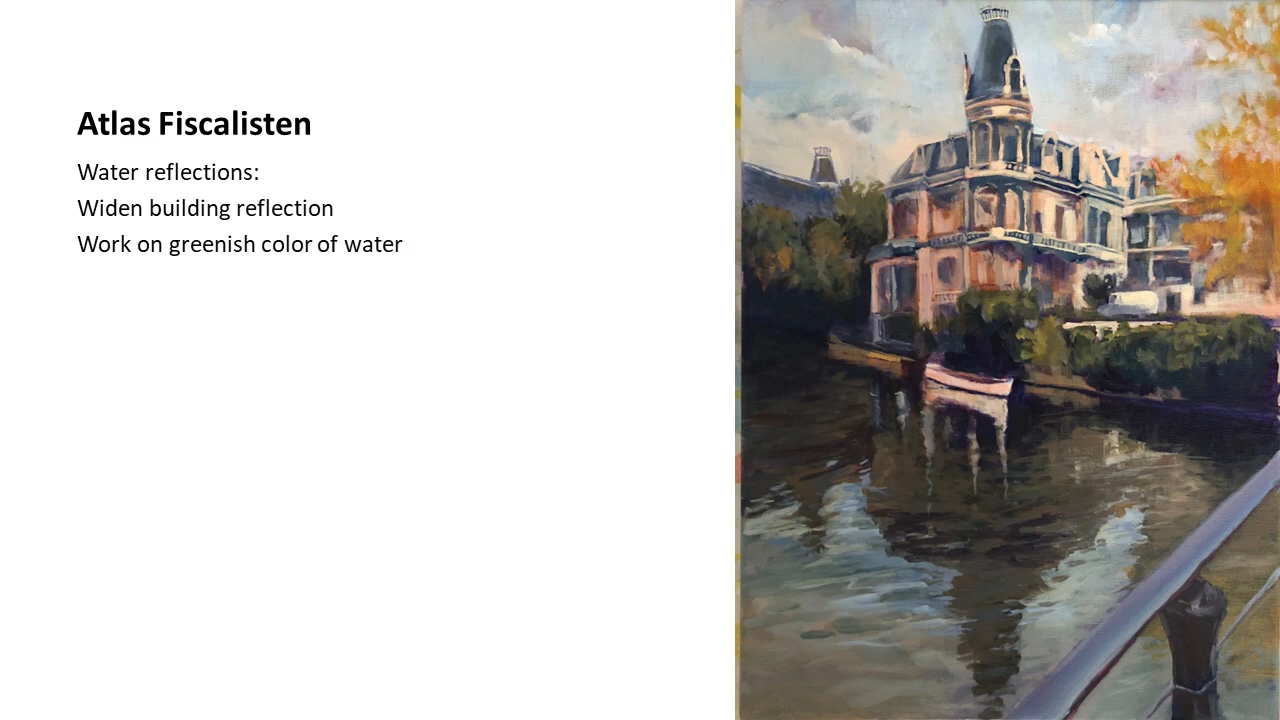 Atlas Fiscalisten
Water reflections:
Widen building reflection
Work on greenish color of water